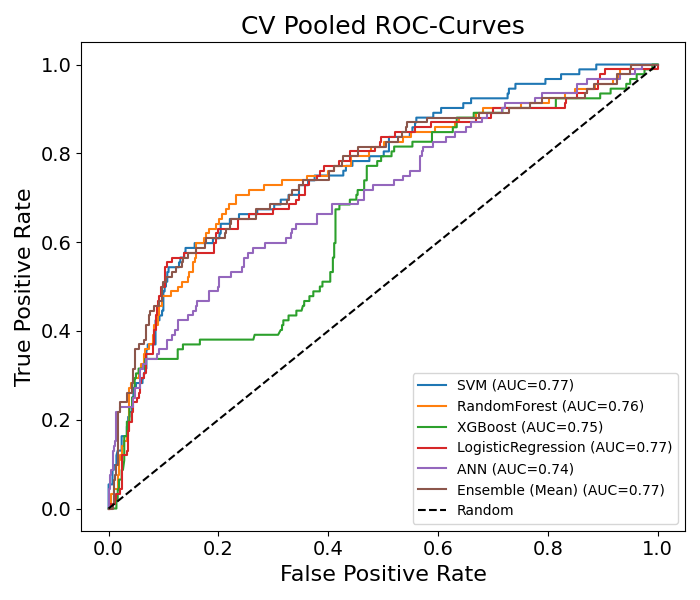 CV Pooled ROC-Curves
True Positive Rate
1.0
0.8
0.6
0.4
0.2
0.0
SVM (AUC=0.77)
RandomForest (AUC=0.76)
XGBoost (AUC=0.75)
LogisticRegression (AUC=0.77)
ANN (AUC=0.74)
Ensemble (Mean) (AUC=0.77)
Random
0.0 0.2 0.4 0.6 0.8 1.0
False Positive Rate